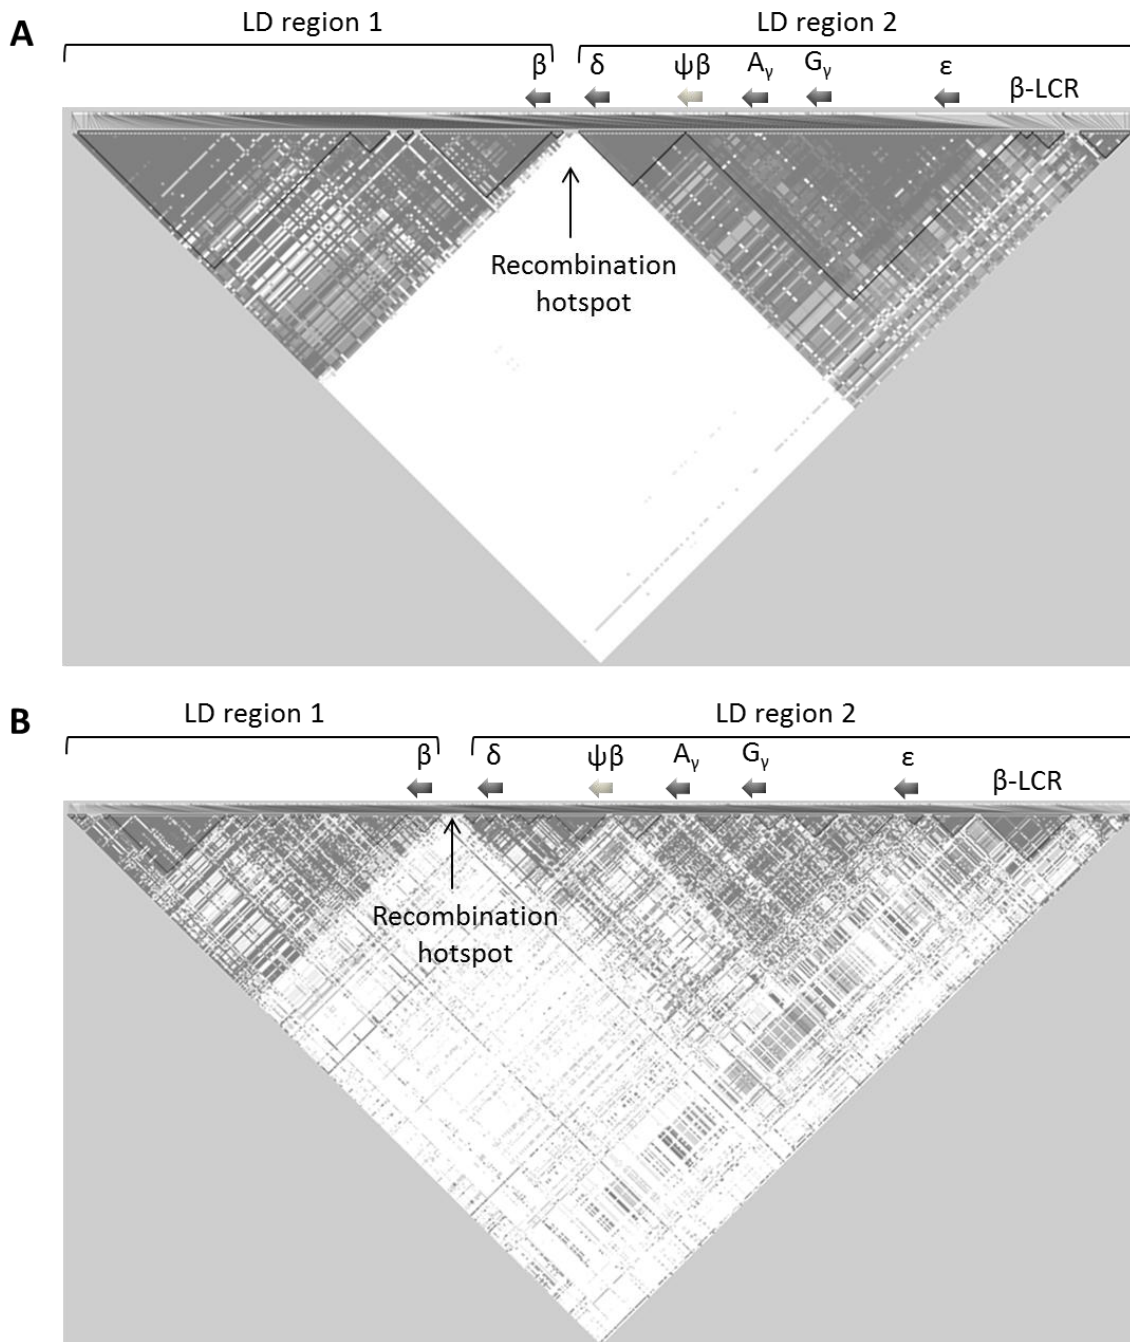 A
LD region 1
LD region 2
β
δ
ψβ
Aγ
Gγ
ε
β-LCR
Recombination
hotspot
B
LD region 1
LD region 2
β
δ
ψβ
Aγ
Gγ
ε
β-LCR
Recombination
hotspot